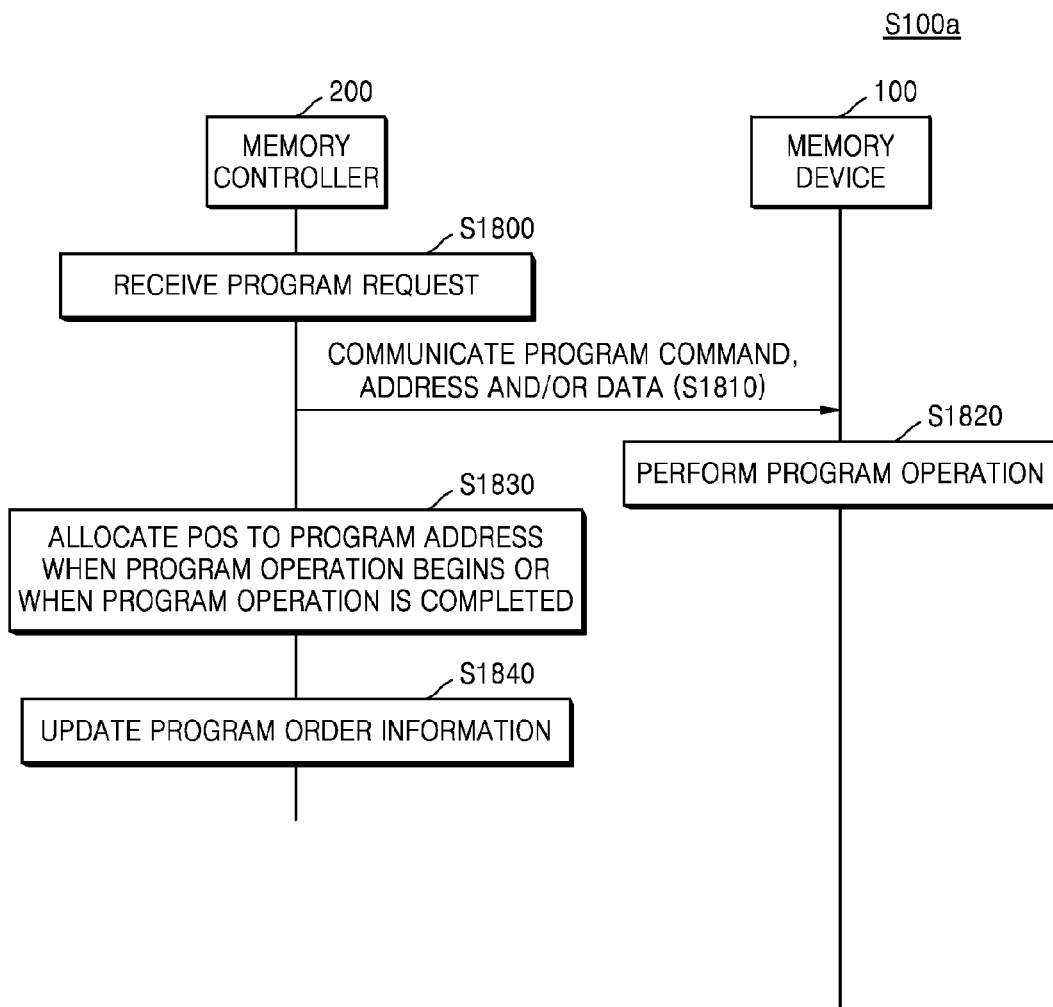 S100a
200
100
MEMORY
CONTROLLER
MEMORY
DEVICE
S1800
RECEIVE PROGRAM REQUEST
COMMUNICATE PROGRAM COMMAND,
ADDRESS AND/OR DATA (S1810)
S1820
PERFORM PROGRAM OPERATION
S1830
ALLOCATE POS TO PROGRAM ADDRESS
WHEN PROGRAM OPERATION BEGINS OR
WHEN PROGRAM OPERATION IS COMPLETED
S1840
UPDATE PROGRAM ORDER INFORMATION